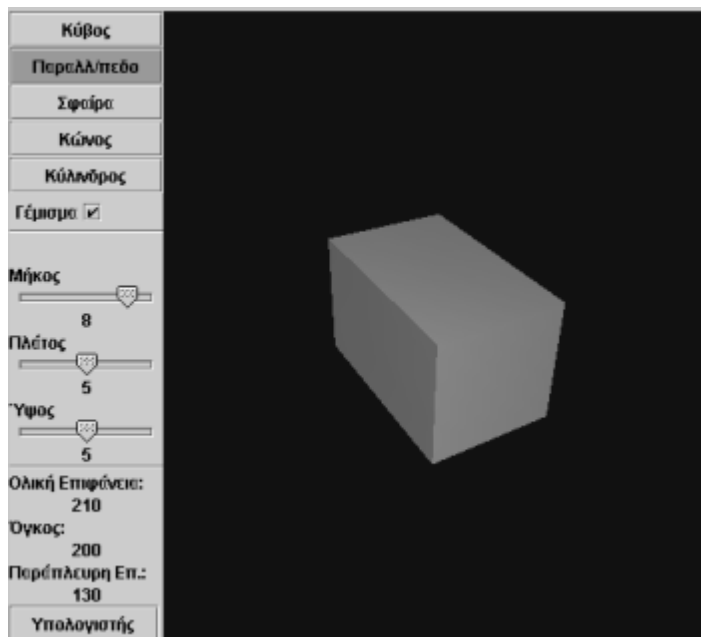 Κύβος
Παραλλ/πεδο
Σφαίρα
Κώνος
Κύλινδρος
Γέμισμα
Μήκος
8
Πλάτος
5
Ύψος
5
Ολική Επιφάνεια:
210
Όγκος:
200
Παράπλευρη Επ.:
130
Υπολογιστής